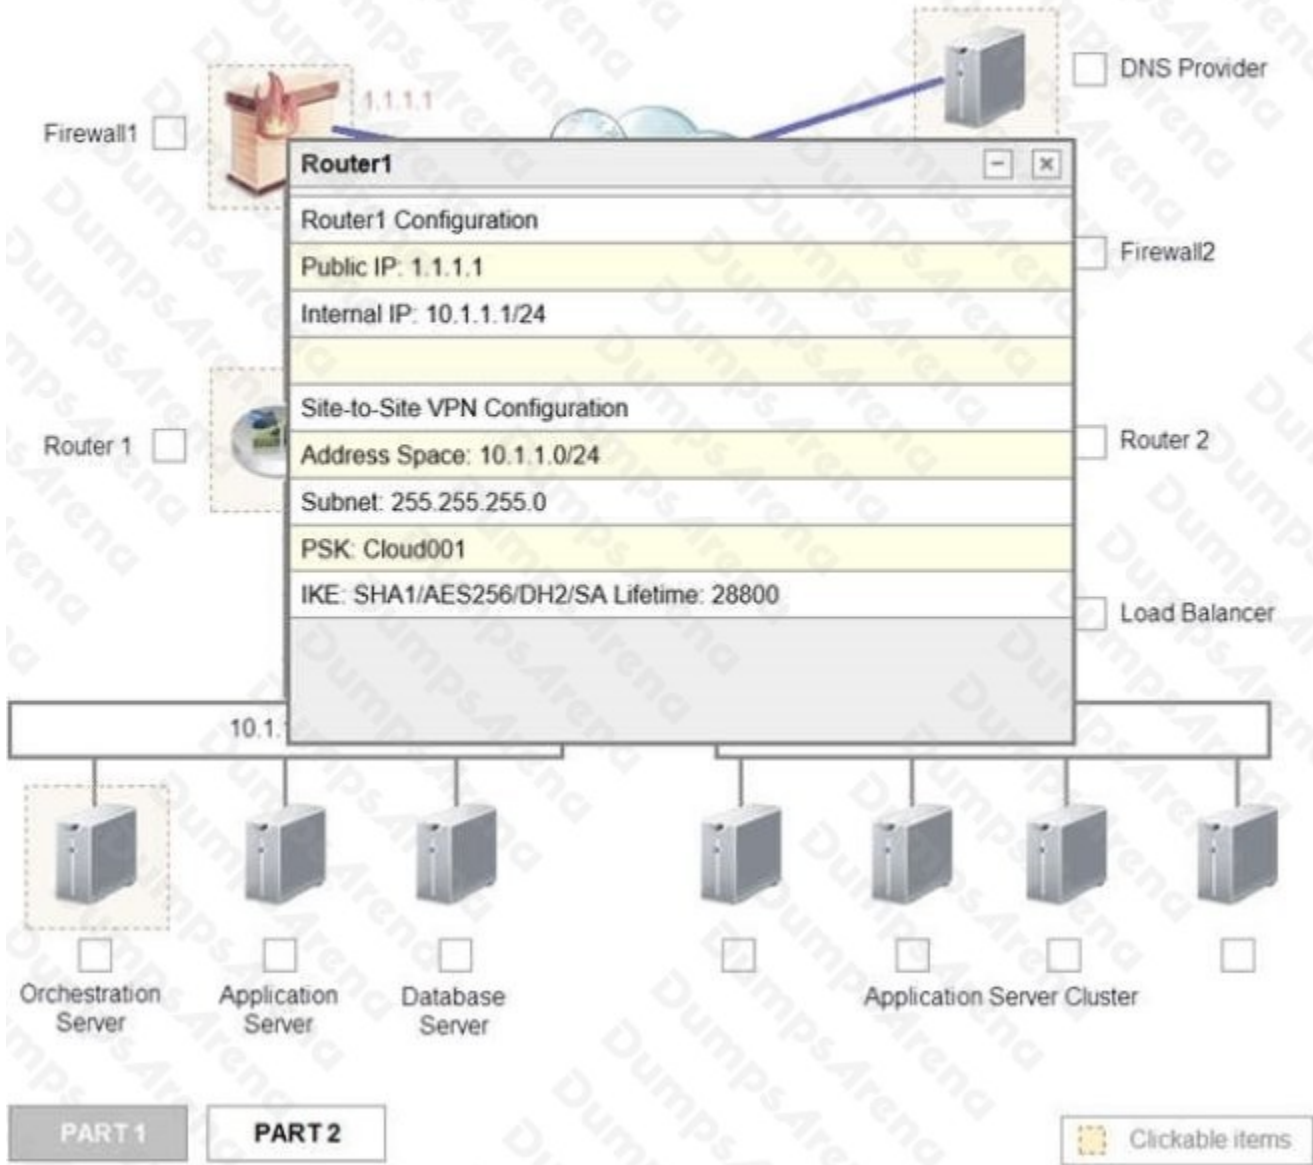 DNS Provider
1.1.1.1
Firewall1
Router1
Router1 Configuration
Public IP: 1.1.1.1
Firewall2
Internal IP: 10.1.1.1/24
Site-to-Site VPN Configuration
Router 1
Router 2
Address Space: 10.1.1.0/24
Subnet: 255.255.255.0
PSK: Cloud001
IKE: SHA1/AES256/DH2/SA Lifetime: 28800
Load Balancer
10.1.
Orchestration
Server
Application
Server
Database
Server
Application Server Cluster
PART 1
PART 2
Clickable items
DumpsArena